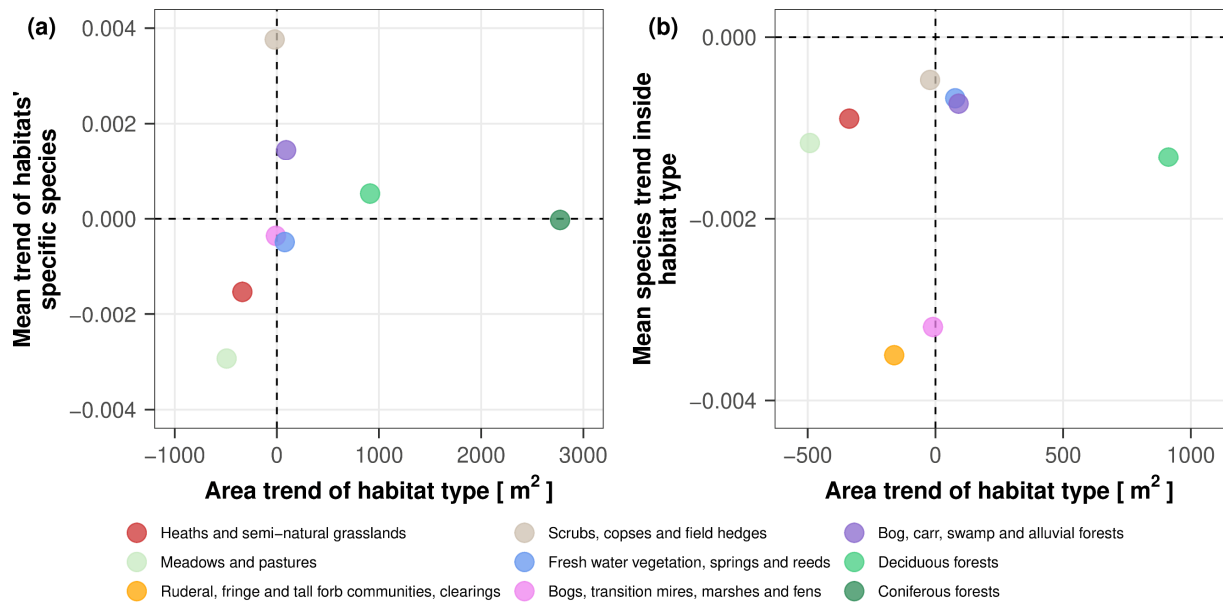 (a)
0.004
0.002
0.000
−0.002
−0.004
Mean trend of habitats'
specific species
−1000
0
1000
2000
3000
Area trend of habitat type [ m² ]
(b)
0.000
−0.002
−0.004
Mean species trend inside
habitat type
−500
0
500
1000
Area trend of habitat type [ m² ]
Heaths and semi−natural grasslands
Meadows and pastures
Ruderal, fringe and tall forb communities, clearings
Scrubs, copses and field hedges
Fresh water vegetation, springs and reeds
Bogs, transition mires, marshes and fens
Bog, carr, swamp and alluvial forests
Deciduous forests
Coniferous forests